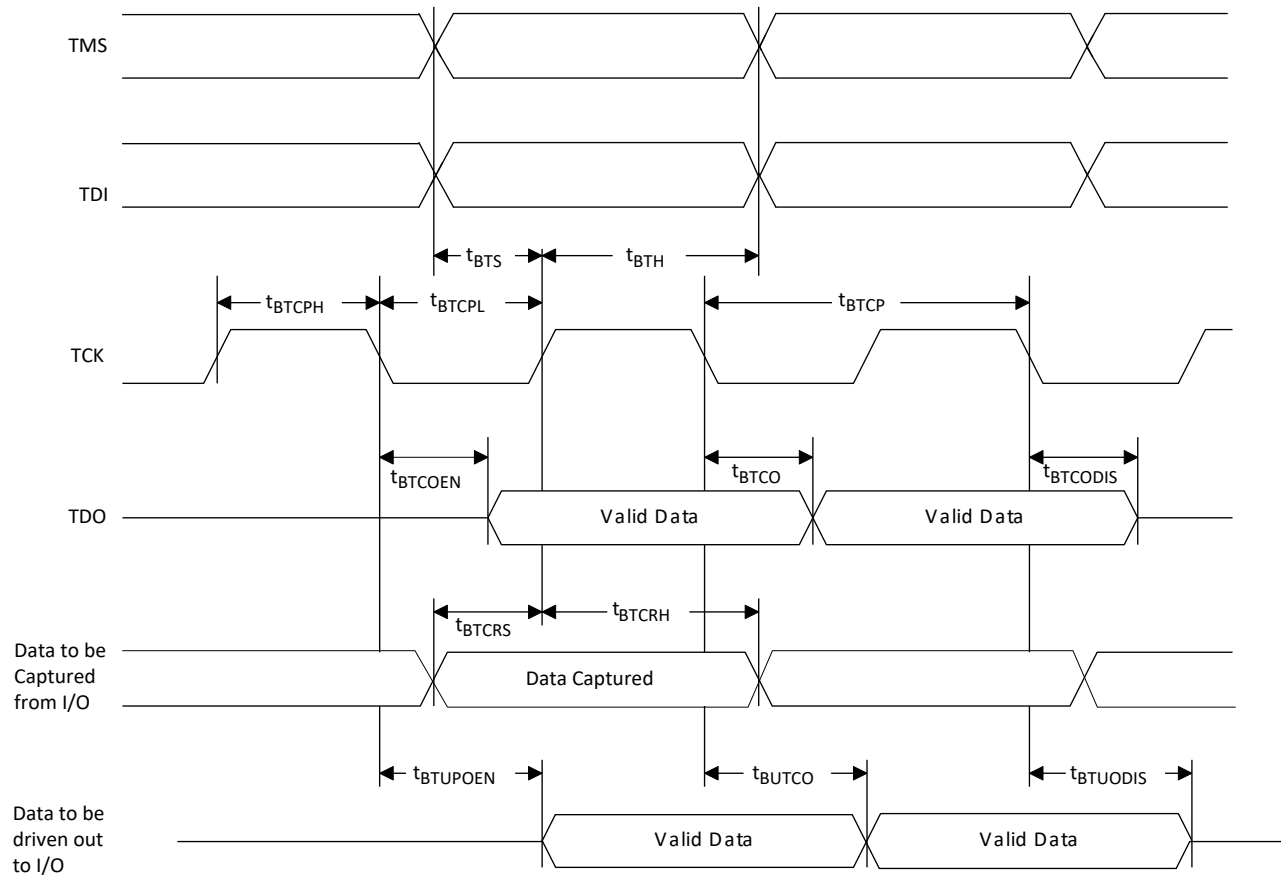 TMS
TDI
tBTS
tBTH
tBTCPH
tBTCPL
tBTCP
TCK
tBTCOEN
tBTCO
tBTCODIS
TDO
Valid Data
Valid Data
tBTCRS
tBTCRH
Data to be
Captured
from I/O
Data Captured
tBTUPOEN
tBUTCO
tBTUODIS
Data to be
driven out
to I/O
Valid Data
Valid Data